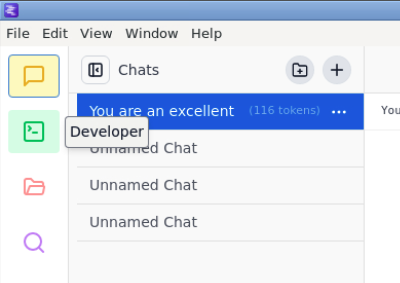 File Edit View Window Help
Chats
You are an excellent (116 tokens) ...
You
Developer
Unnamed Chat
Unnamed Chat
Unnamed Chat